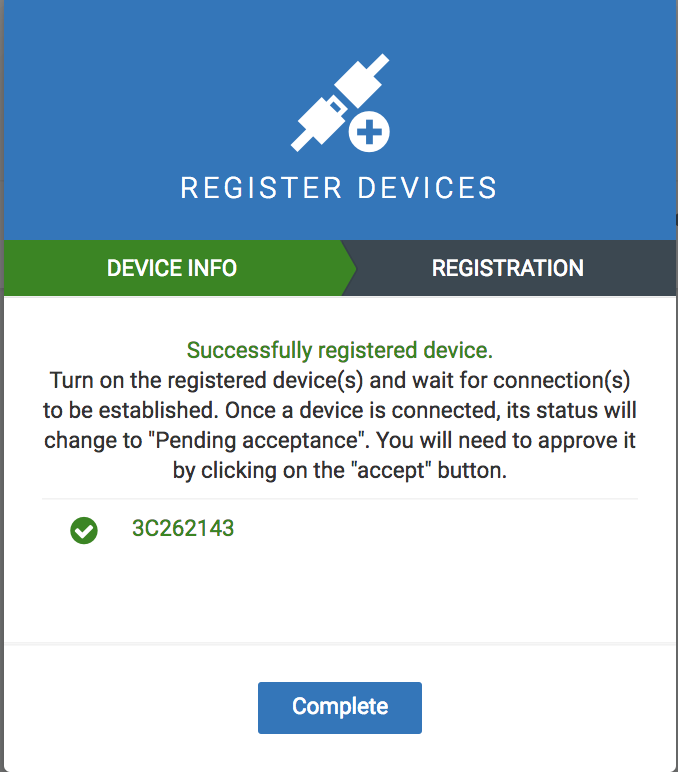 REGISTER DEVICES
DEVICE INFO
REGISTRATION
Successfully registered device.
Turn on the registered device(s) and wait for connection(s)
to be established. Once a device is connected, its status will
change to "Pending acceptance". You will need to approve it
by clicking on the "accept" button.
3C262143
Complete